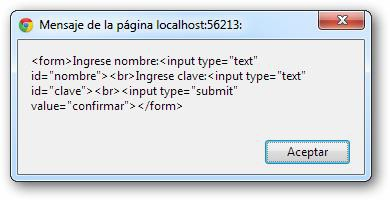 Mensaje de la página localhost:56213:
<form>Ingrese nombre:<input type="text"
id="nombre"><br>Ingrese clave:<input type="text"
id="clave"><br><input type="submit"
value="confirmar"></form>
Aceptar